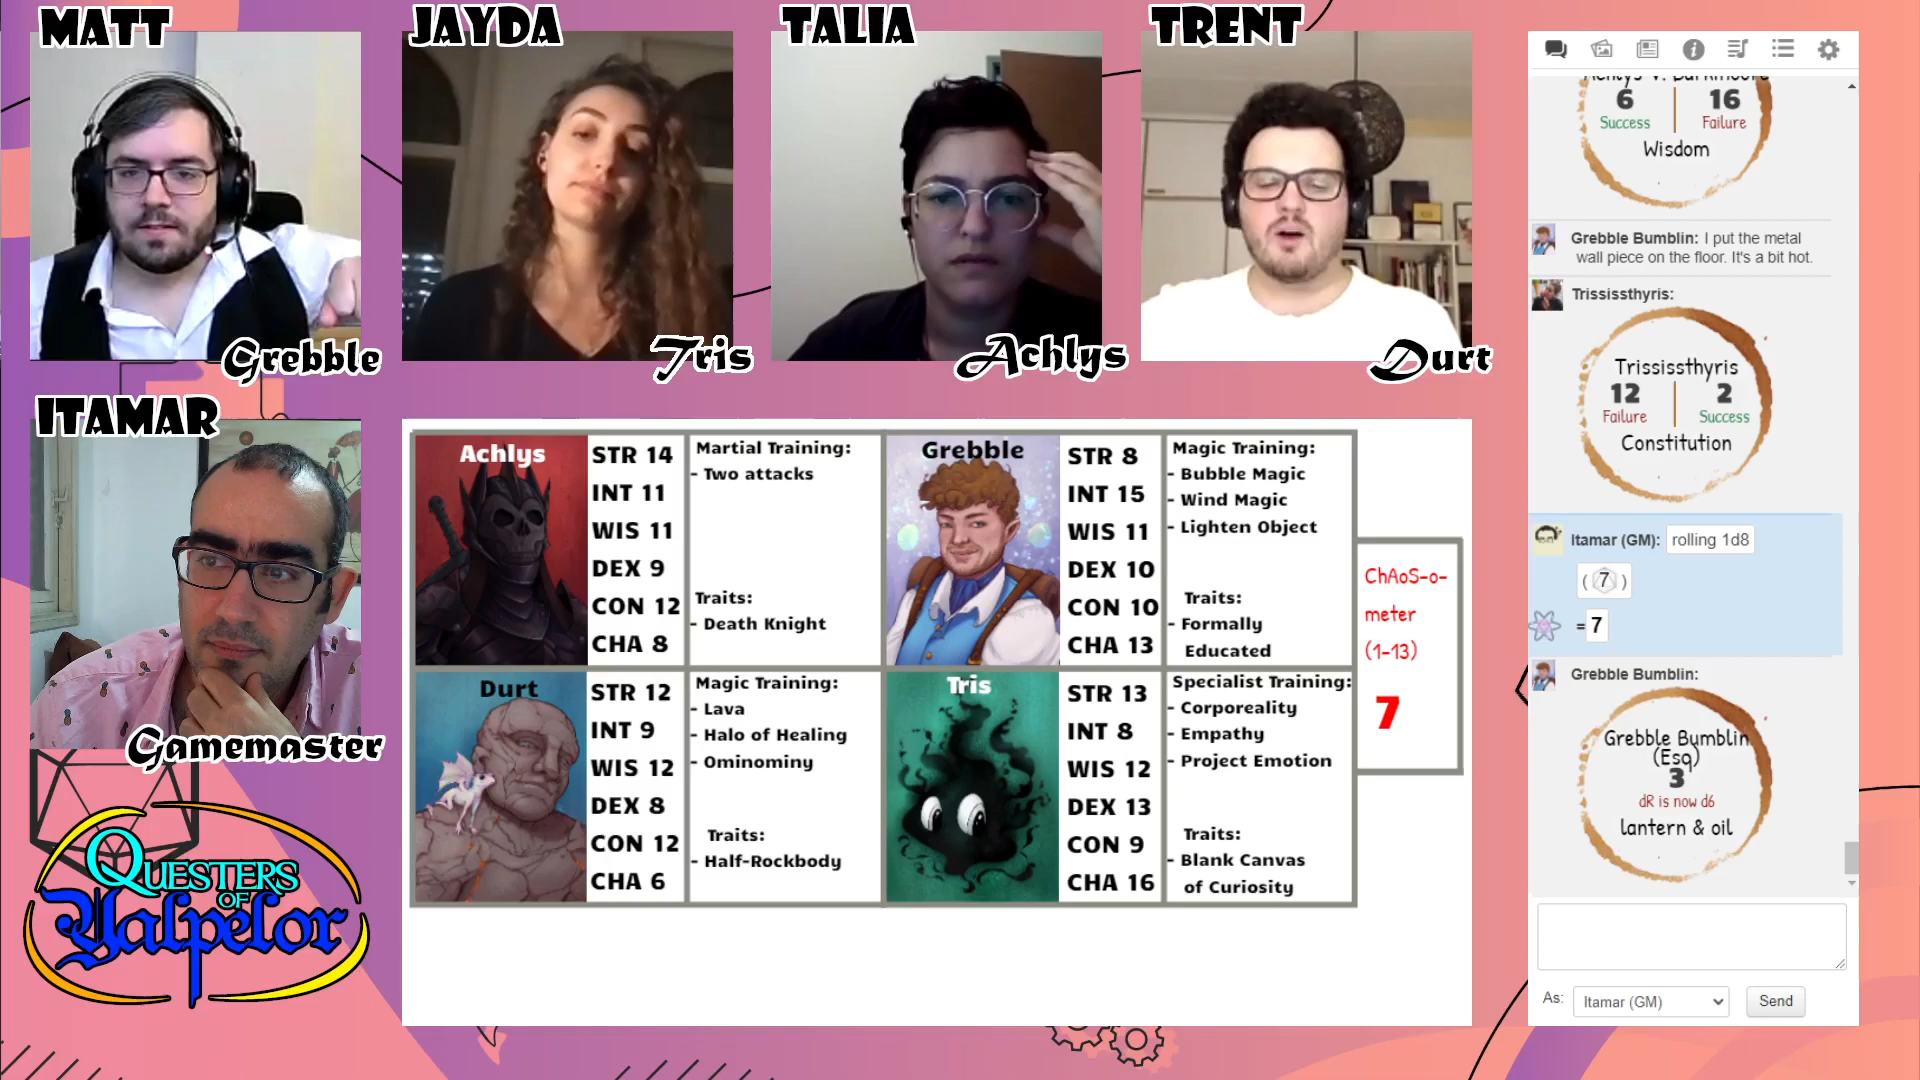 MATT
JAYDA
TALIA
TRENT
Grebble
Tris
Achlys
Durt
ITAMAR
Gamemaster
QUESTERS
OF
Yalpelor
Achlys
STR 14
INT 11
WIS 11
DEX 9
CON 12
CHA 8
Martial Training:
- Two attacks
Traits:
- Death Knight
Grebble
STR 8
INT 15
WIS 11
DEX 10
CON 10
CHA 13
Magic Training:
- Bubble Magic
- Wind Magic
- Lighten Object
Traits:
- Formally
Educated
Durt
STR 12
INT 9
WIS 12
DEX 8
CON 12
CHA 6
Magic Training:
- Lava
- Halo of Healing
- Ominominy
Traits:
- Half-Rockbody
Tris
STR 13
INT 8
WIS 12
DEX 13
CON 9
CHA 16
Specialist Training:
- Corporeality
- Empathy
- Project Emotion
Traits:
- Blank Canvas
of Curiosity
ChAoS-o-
meter
(1-13)
7
6 16
Success Failure
Wisdom
Grebble Bumblin: I put the metal
wall piece on the floor. It's a bit hot.
Trississthyris:
Trississthyris
12 2
Failure Success
Constitution
Itamar (GM): rolling 1d8
(7)
=7
Grebble Bumblin:
Grebble Bumblin
(Esq)
3
dR is now d6
lantern & oil
As: Itamar (GM) Send